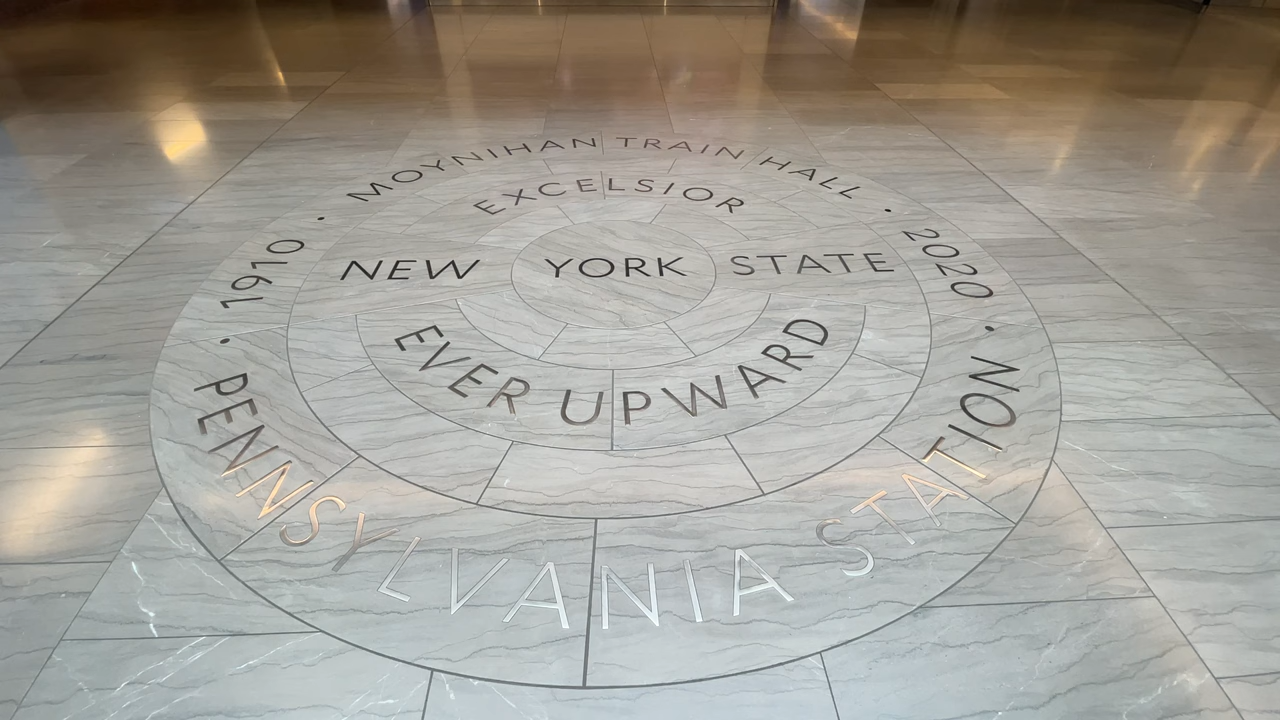 MOYNIHAN TRAIN HALL
EXCELSIOR
1910 • • 2020
NEW YORK STATE
EVER UPWARD
• PENNSYLVANIA STATION •